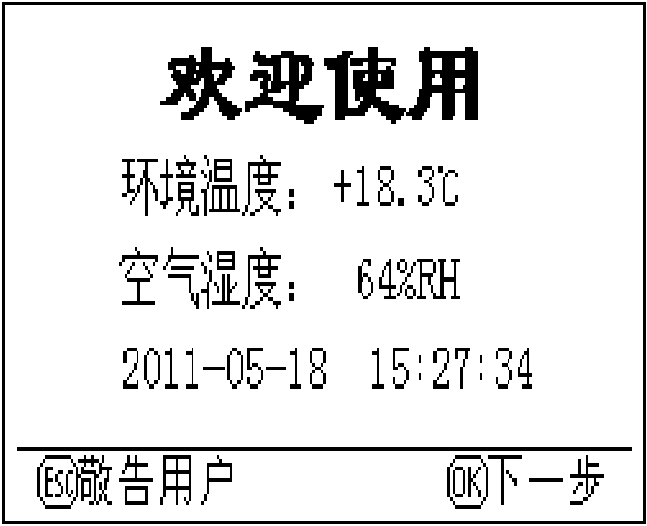 欢迎使用
环境温度：+18.3℃
空气湿度： 64%RH
2011-05-18 15:27:34
ESC敬告用户 OK下一步